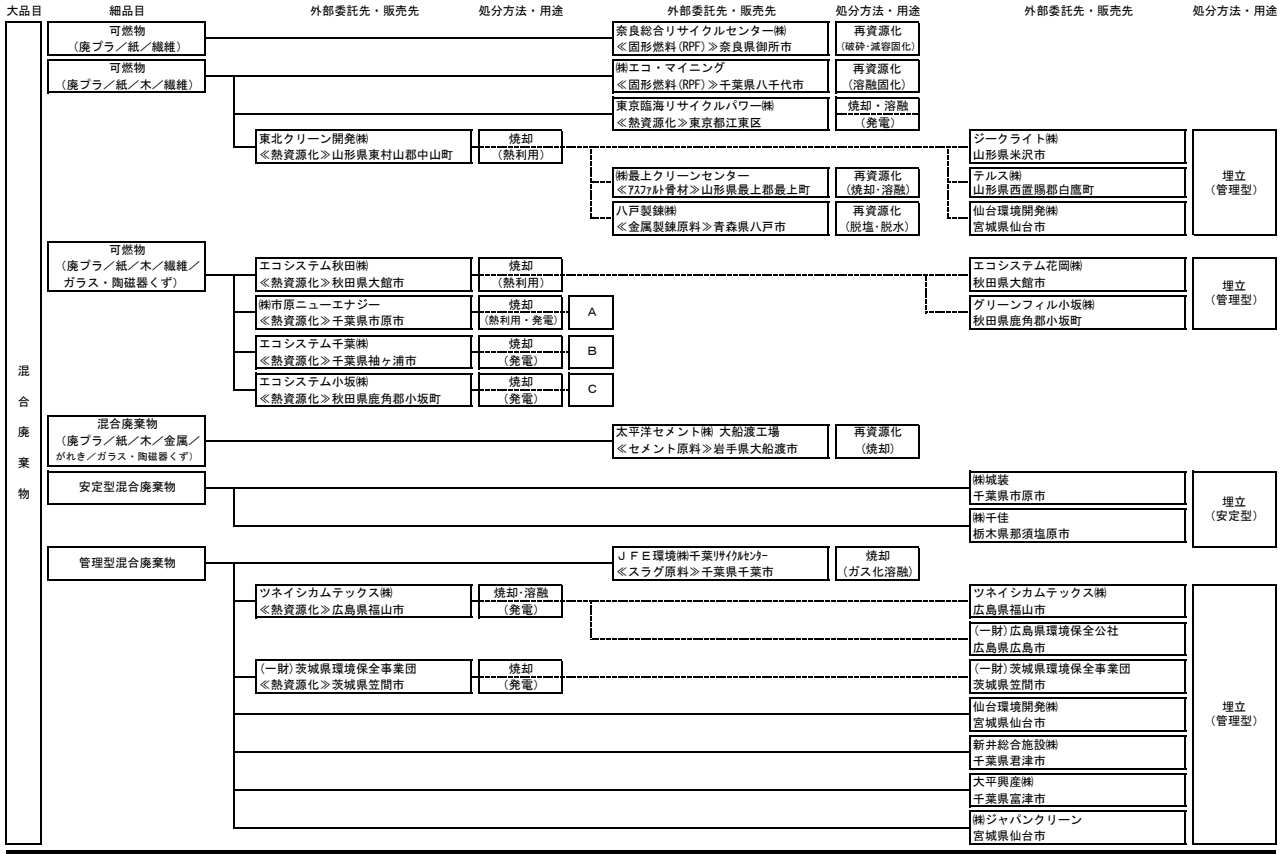 大品目 細品目 外部委託先・販売先 処分方法・用途 外部委託先・販売先 処分方法・用途 外部委託先・販売先 処分方法・用途
混合廃棄物
可燃物
(廃プラ／紙／繊維)
奈良総合リサイクルセンター㈱
≪固形燃料(RPF)≫奈良県御所市
再資源化
(破砕･減容固化)
可燃物
(廃プラ／紙／木／繊維)
㈱エコ・マイニング
≪固形燃料(RPF)≫千葉県八千代市
再資源化
(溶融固化)
東京臨海リサイクルパワー㈱
≪熱資源化≫東京都江東区
焼却・溶融
(発電)
東北クリーン開発㈱
≪熱資源化≫山形県東村山郡中山町
焼却
(熱利用)
ジークライト㈱
山形県米沢市
㈱最上クリーンセンター
≪ｱｽﾌｧﾙﾄ骨材≫山形県最上郡最上町
再資源化
(焼却･溶融)
テルス㈱
山形県西置賜郡白鷹町
八戸製錬㈱
≪金属製錬原料≫青森県八戸市
再資源化
(脱塩･脱水)
仙台環境開発㈱
宮城県仙台市
埋立
(管理型)
可燃物
(廃プラ／紙／木／繊維／
ガラス・陶磁器くず)
エコシステム秋田㈱
≪熱資源化≫秋田県大館市
焼却
(熱利用)
エコシステム花岡㈱
秋田県大館市
グリーンフィル小坂㈱
秋田県鹿角郡小坂町
埋立
(管理型)
㈱市原ニューエナジー
≪熱資源化≫千葉県市原市
焼却
(熱利用・発電)
A
エコシステム千葉㈱
≪熱資源化≫千葉県袖ヶ浦市
焼却
(発電)
B
エコシステム小坂㈱
≪熱資源化≫秋田県鹿角郡小坂町
焼却
(発電)
C
混合廃棄物
(廃プラ／紙／木／金属／
がれき／ガラス・陶磁器くず)
太平洋セメント㈱ 大船渡工場
≪セメント原料≫岩手県大船渡市
再資源化
(焼却)
安定型混合廃棄物
㈱城装
千葉県市原市
㈱千佳
栃木県那須塩原市
埋立
(安定型)
管理型混合廃棄物
ＪＦＥ環境㈱千葉ﾘｻｲｸﾙｾﾝﾀｰ
≪スラグ原料≫千葉県千葉市
焼却
(ガス化溶融)
ツネイシカムテックス㈱
≪熱資源化≫広島県福山市
焼却･溶融
(発電)
ツネイシカムテックス㈱
広島県福山市
(一財)広島県環境保全公社
広島県広島市
(一財)茨城県環境保全事業団
≪熱資源化≫茨城県笠間市
焼却
(発電)
(一財)茨城県環境保全事業団
茨城県笠間市
仙台環境開発㈱
宮城県仙台市
新井総合施設㈱
千葉県君津市
大平興産㈱
千葉県富津市
㈱ジャパンクリーン
宮城県仙台市
埋立
(管理型)